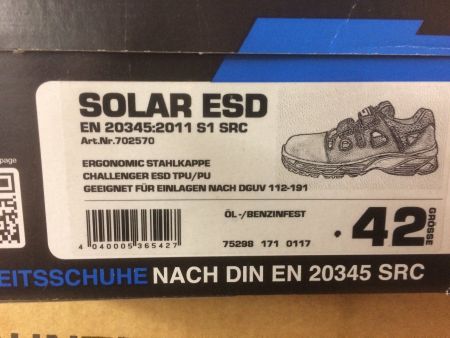 SOLAR ESD
EN 20345:2011 S1 SRC
Art.Nr.702570
page
ERGONOMIC STAHLKAPPE
CHALLENGER ESD TPU/PU
GEEIGNET FÜR EINLAGEN NACH DGUV 112-191
ÖL-/BENZINFEST
4 040005 365427
75298 171 0117
. 42 GRÖSSE
EITSSCHUHE NACH DIN EN 20345 SRC